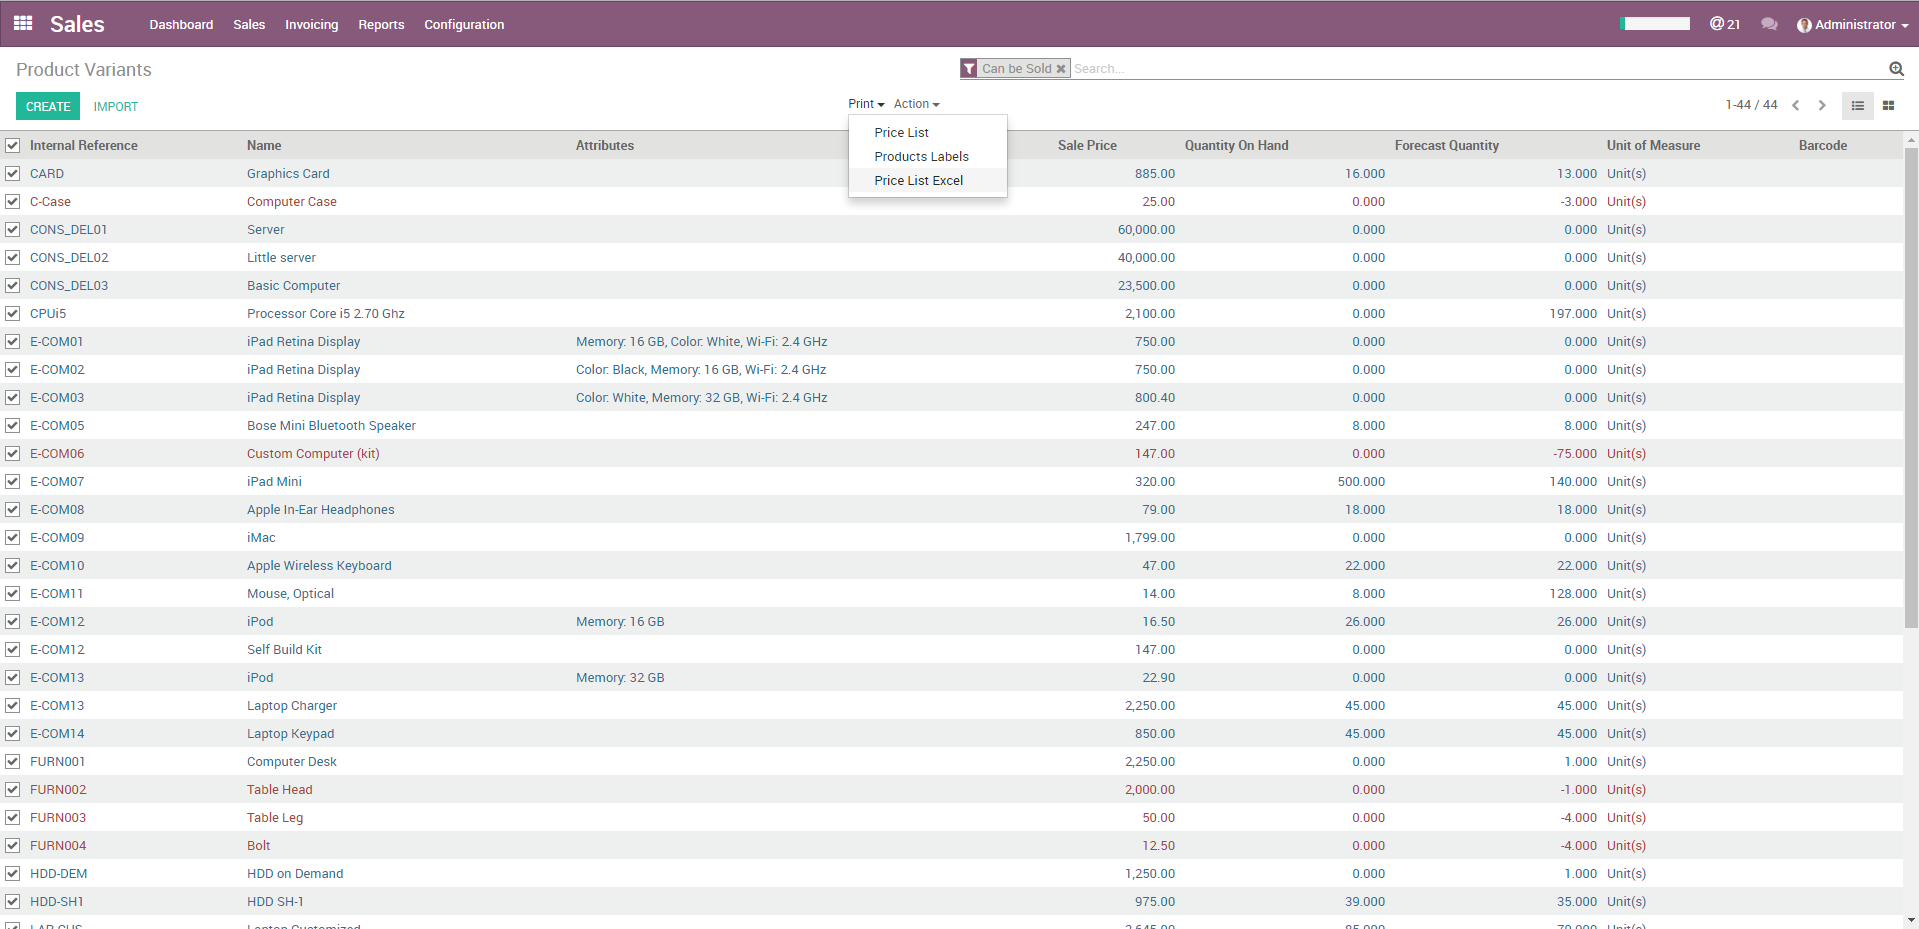 Sales Dashboard Sales Invoicing Reports Configuration @ 21 Administrator
Product Variants Can be Sold Search...
CREATE IMPORT Print Action 1-44 / 44
Price List
Products Labels
Price List Excel
Internal Reference Name Attributes Sale Price Quantity On Hand Forecast Quantity Unit of Measure Barcode
CARD Graphics Card 885.00 16.000 13.000 Unit(s)
C-Case Computer Case 25.00 0.000 -3.000 Unit(s)
CONS_DEL01 Server 60,000.00 0.000 0.000 Unit(s)
CONS_DEL02 Little server 40,000.00 0.000 0.000 Unit(s)
CONS_DEL03 Basic Computer 23,500.00 0.000 0.000 Unit(s)
CPUi5 Processor Core i5 2.70 Ghz 2,100.00 0.000 197.000 Unit(s)
E-COM01 iPad Retina Display Memory: 16 GB, Color: White, Wi-Fi: 2.4 GHz 750.00 0.000 0.000 Unit(s)
E-COM02 iPad Retina Display Color: Black, Memory: 16 GB, Wi-Fi: 2.4 GHz 750.00 0.000 0.000 Unit(s)
E-COM03 iPad Retina Display Color: White, Memory: 32 GB, Wi-Fi: 2.4 GHz 800.40 0.000 0.000 Unit(s)
E-COM05 Bose Mini Bluetooth Speaker 247.00 8.000 8.000 Unit(s)
E-COM06 Custom Computer (kit) 147.00 0.000 -75.000 Unit(s)
E-COM07 iPad Mini 320.00 500.000 140.000 Unit(s)
E-COM08 Apple In-Ear Headphones 79.00 18.000 18.000 Unit(s)
E-COM09 iMac 1,799.00 0.000 0.000 Unit(s)
E-COM10 Apple Wireless Keyboard 47.00 22.000 22.000 Unit(s)
E-COM11 Mouse, Optical 14.00 8.000 128.000 Unit(s)
E-COM12 iPod Memory: 16 GB 16.50 26.000 26.000 Unit(s)
E-COM12 Self Build Kit 147.00 0.000 0.000 Unit(s)
E-COM13 iPod Memory: 32 GB 22.90 0.000 0.000 Unit(s)
E-COM13 Laptop Charger 2,250.00 45.000 45.000 Unit(s)
E-COM14 Laptop Keypad 850.00 45.000 45.000 Unit(s)
FURN001 Computer Desk 2,250.00 0.000 1.000 Unit(s)
FURN002 Table Head 2,000.00 0.000 -1.000 Unit(s)
FURN003 Table Leg 50.00 0.000 -4.000 Unit(s)
FURN004 Bolt 12.50 0.000 -4.000 Unit(s)
HDD-DEM HDD on Demand 1,250.00 0.000 1.000 Unit(s)
HDD-SH1 HDD SH-1 975.00 39.000 35.000 Unit(s)
LAP-CUS Laptop Customized 2,645.00 85.000 Unit(s)